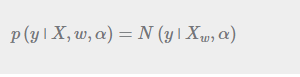 p (y | X, w, α) = N (y | X_w, α)